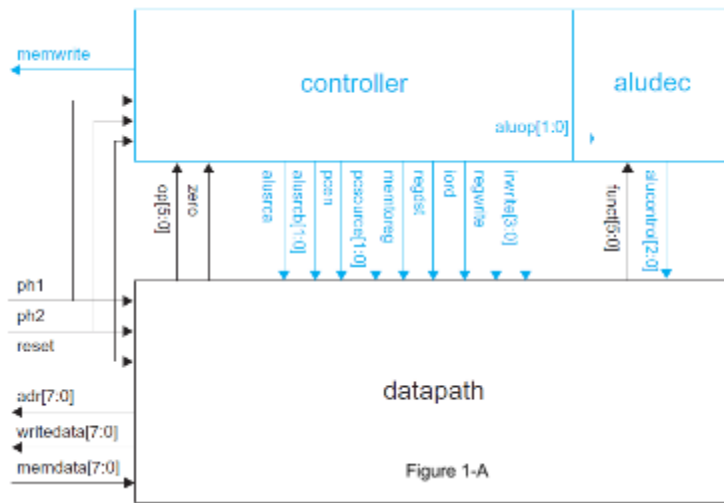 memwrite
controller
aludec
aluop[1:0]
op[5:0]
zero
alusrca
alusrcb[1:0]
pcen
pcsource[1:0]
memtoreg
regdst
iord
regwrite
irwrite[3:0]
funct[5:0]
alucontrol[2:0]
ph1
ph2
reset
adr[7:0]
writedata[7:0]
memdata[7:0]
datapath
Figure 1-A